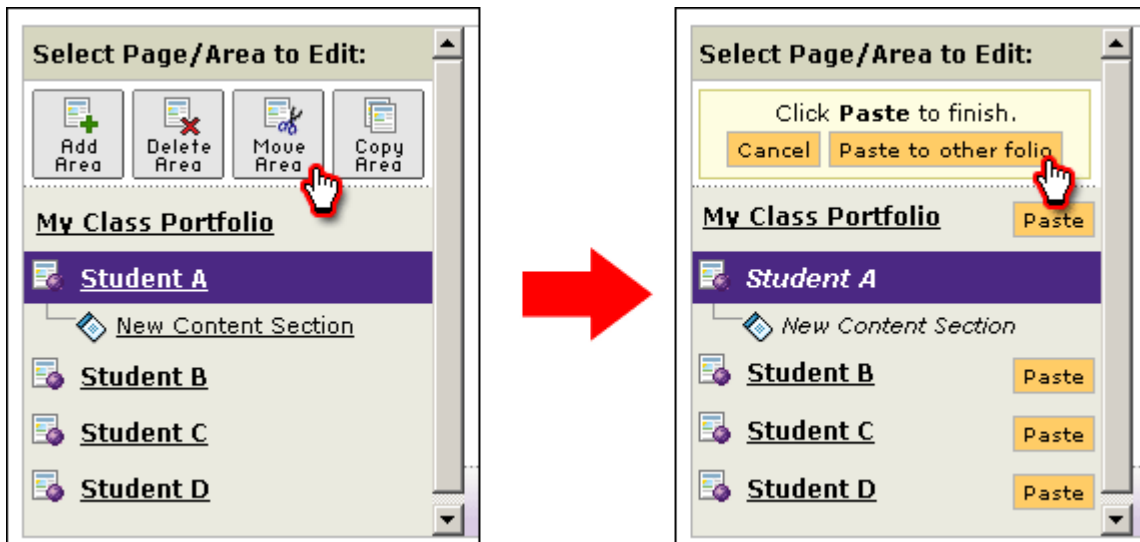 Select Page/Area to Edit:
Add Area
Delete Area
Move Area
Copy Area
My Class Portfolio
Student A
New Content Section
Student B
Student C
Student D
Select Page/Area to Edit:
Click Paste to finish.
Cancel
Paste to other folio
My Class Portfolio
Paste
Student A
New Content Section
Student B
Paste
Student C
Paste
Student D
Paste